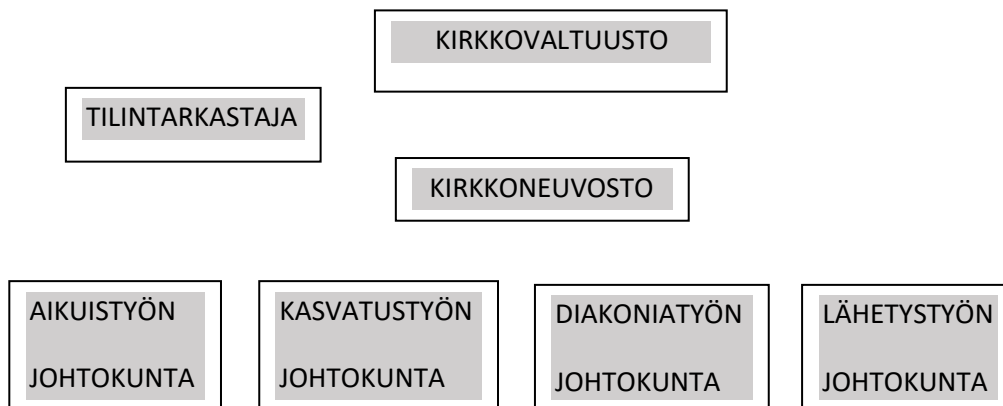 KIRKKOVALTUUSTO
TILINTARKASTAJA
KIRKKONEUVOSTO
AIKUISTYÖN
JOHTOKUNTA
KASVATUSTYÖN
JOHTOKUNTA
DIAKONIATYÖN
JOHTOKUNTA
LÄHETYSTYÖN
JOHTOKUNTA